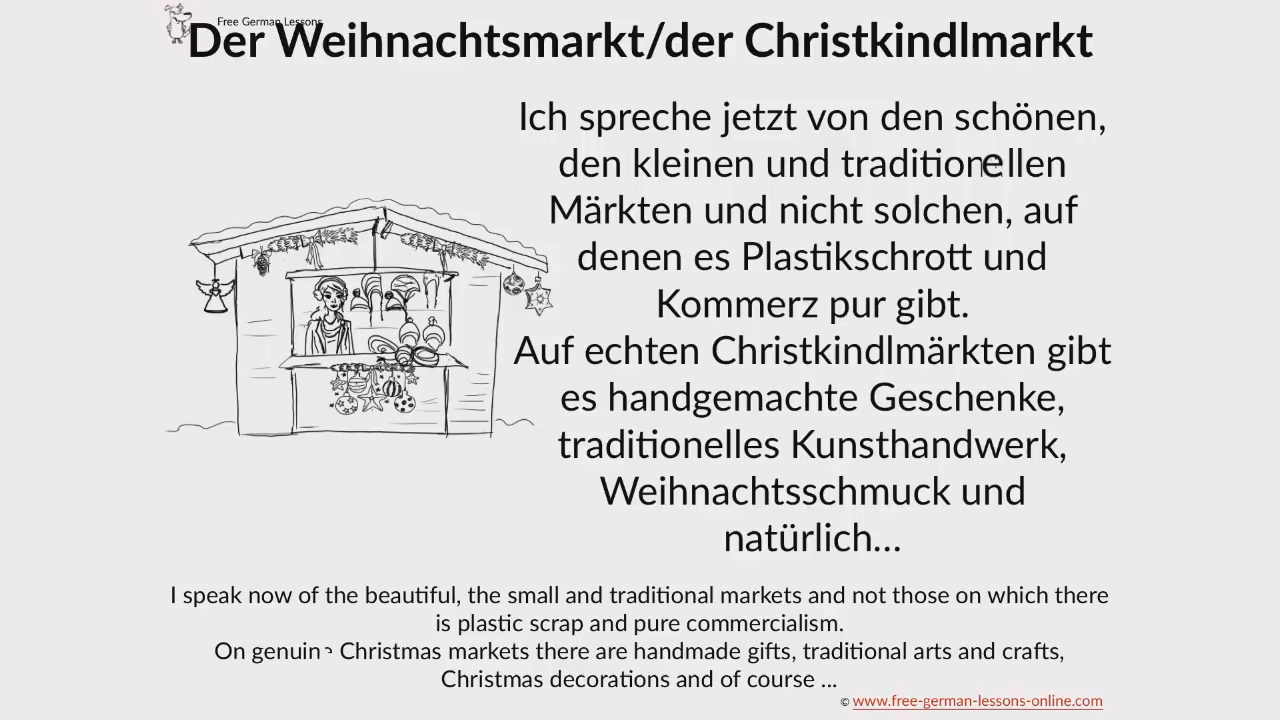 Free German Lessons
Der Weihnachtsmarkt/der Christkindlmarkt
Ich spreche jetzt von den schönen,
den kleinen und traditionellen
Märkten und nicht solchen, auf
denen es Plastikschrott und
Kommerz pur gibt.
Auf echten Christkindlmärkten gibt
es handgemachte Geschenke,
traditionelles Kunsthandwerk,
Weihnachtsschmuck und
natürlich...
I speak now of the beautiful, the small and traditional markets and not those on which there
is plastic scrap and pure commercialism.
On genuine Christmas markets there are handmade gifts, traditional arts and crafts,
Christmas decorations and of course ...
© www.free-german-lessons-online.com